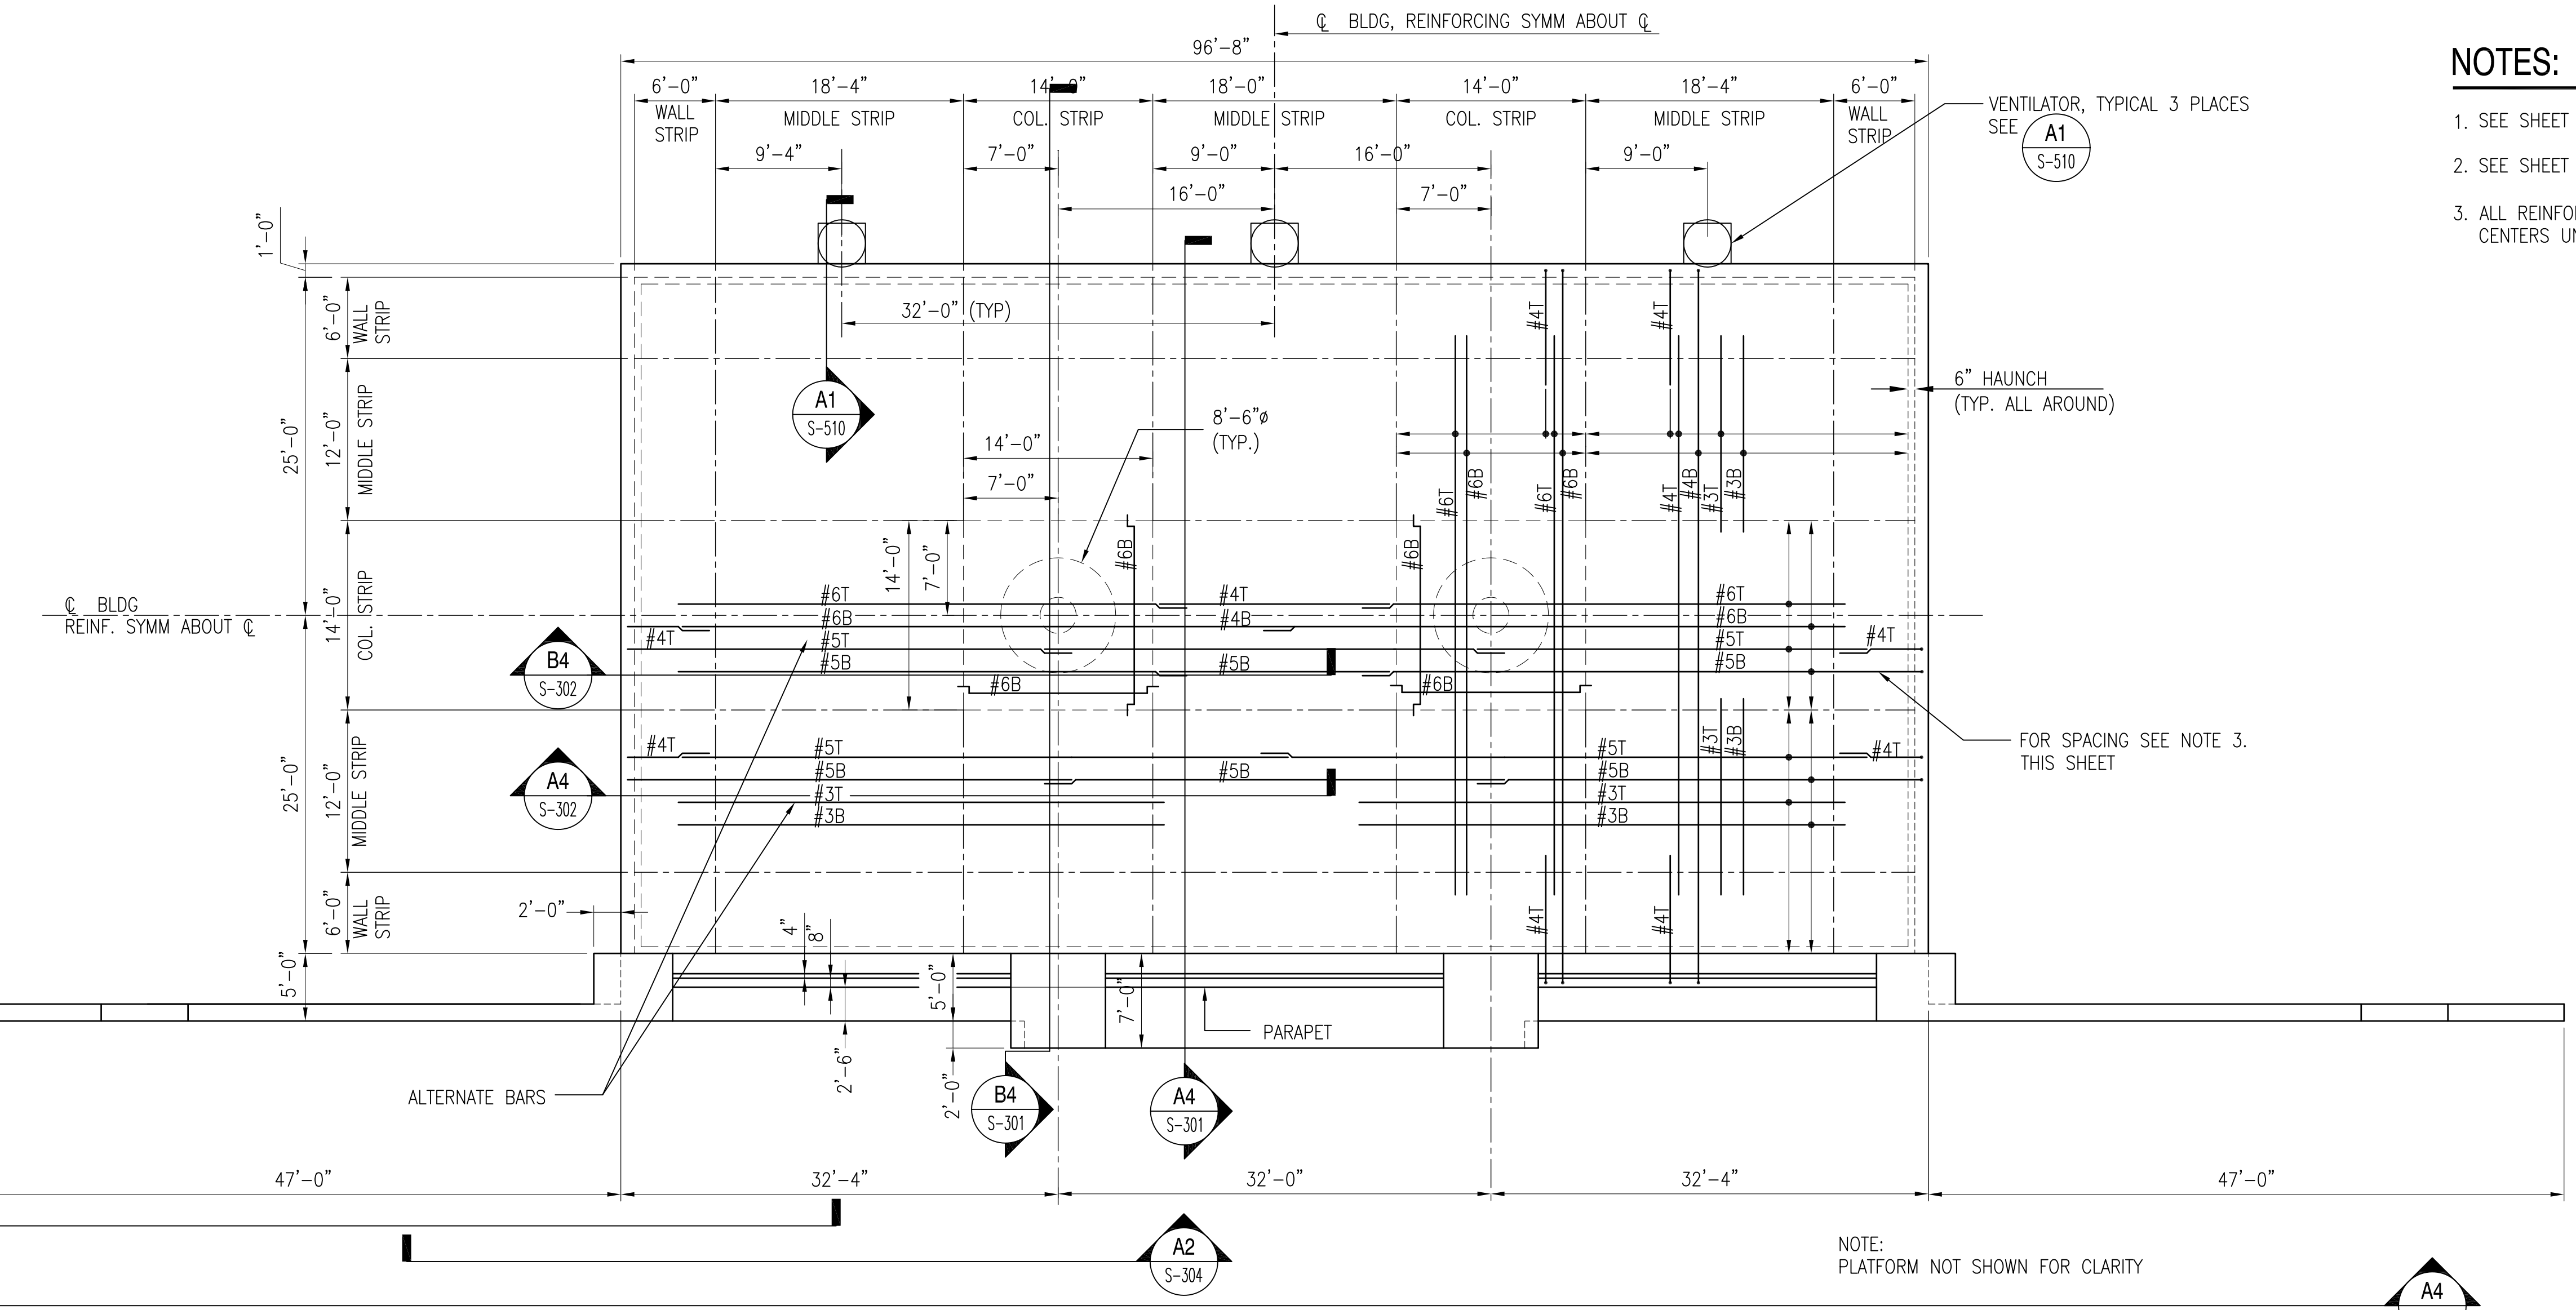 ℄ BLDG, REINFORCING SYMM ABOUT ℄
96'-8"
6'-0" 18'-4" 14'-0" 18'-0" 14'-0" 18'-4" 6'-0"
WALL STRIP
MIDDLE STRIP
COL. STRIP
MIDDLE STRIP
COL. STRIP
MIDDLE STRIP
WALL STRIP
9'-4" 7'-0" 9'-0" 16'-0" 9'-0"
16'-0" 7'-0"
VENTILATOR, TYPICAL 3 PLACES
SEE
A1
S-510
NOTES:
1. SEE SHEET
2. SEE SHEET
3. ALL
CENTERS
1'-0"
32'-0" (TYP)
6'-0"
WALL
STRIP
#4T #4T
A1
S-510
6" HAUNCH
(TYP. ALL AROUND)
8'-6"ø
(TYP.)
25'-0"
12'-0"
MIDDLE STRIP
14'-0"
7'-0"
#6T #6B #6T #6B #4T #4B #3T #3B
14'-0" 7'-0" #6B #6B
14'-0"
COL. STRIP
℄ BLDG
REINF. SYMM ABOUT ℄
#6T #4T #6T
#6B #4B #6B
#4T #5T #5T #4T
#5B #5B #5B
#6B #6B
B4
S-302
#3T #3B
FOR SPACING SEE NOTE 3.
THIS SHEET
25'-0"
12'-0"
MIDDLE STRIP
#4T #5T #5T #4T
#5B #5B #5B
#3T #3T
#3B #3B
A4
S-302
6'-0"
WALL
STRIP
2'-0"
4" 8"
#4T #4T
5'-0" 5'-0" 7'-0"
PARAPET
2'-6" 2'-0"
ALTERNATE BARS
B4
S-301
A4
S-301
47'-0" 32'-4" 32'-0" 32'-4" 47'-0"
A2
S-304
NOTE:
PLATFORM NOT SHOWN FOR CLARITY
A4